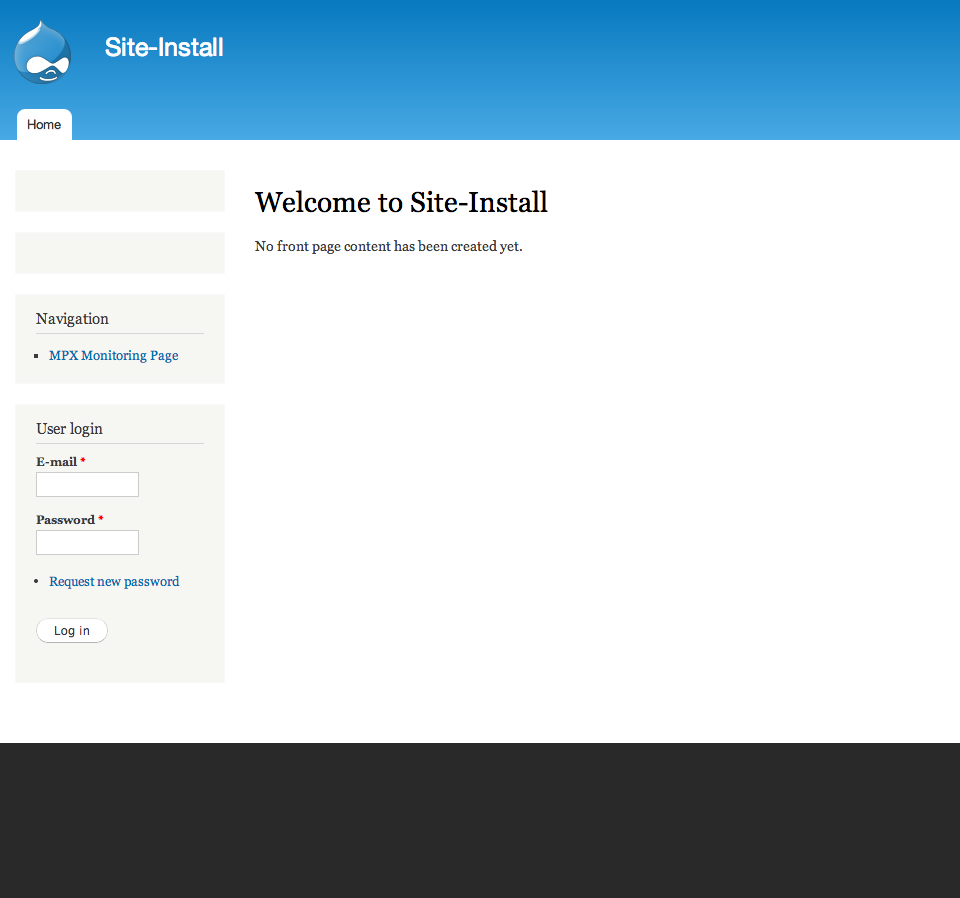 Site-Install
Home
Welcome to Site-Install
No front page content has been created yet.
Navigation
MPX Monitoring Page
User login
E-mail *
Password *
Request new password
Log in